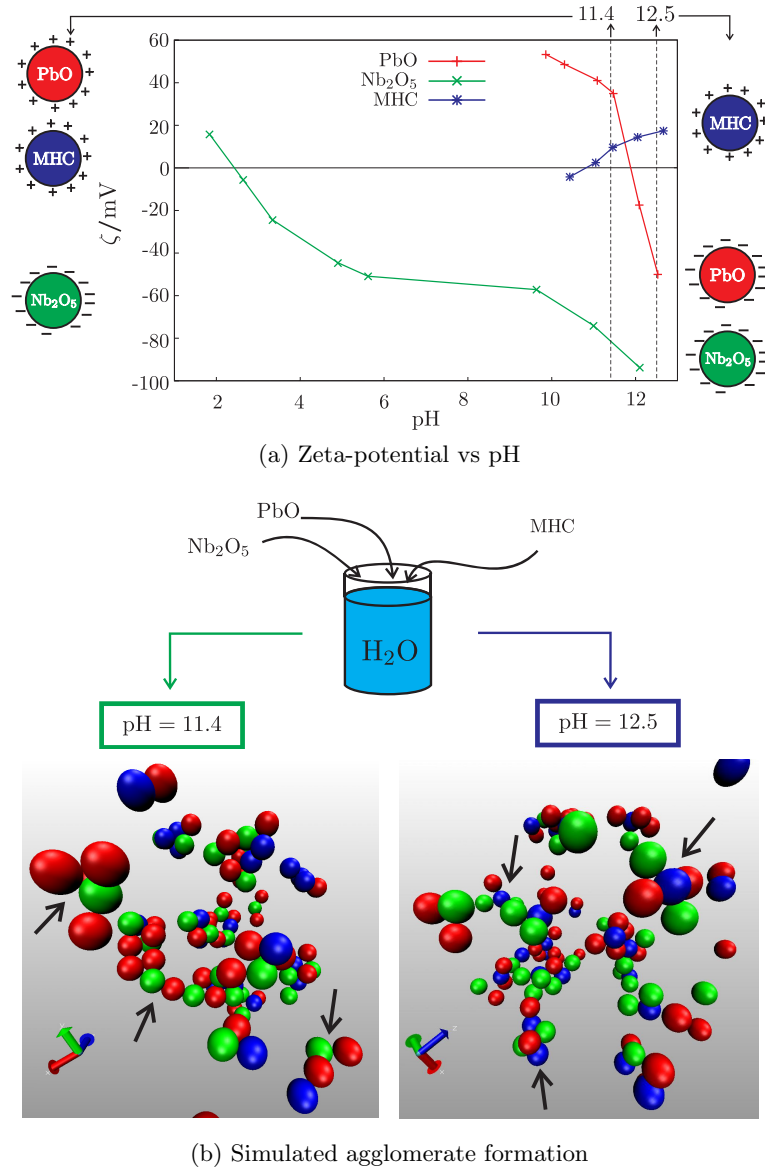 11.4 12.5
PbO
MHC
Nb₂O₅
PbO
Nb₂O₅
MHC
60
40
20
0
-20
-40
-60
-80
-100
ζ/mV
2 4 6 8 10 12
pH
MHC
PbO
Nb₂O₅
(a) Zeta-potential vs pH
PbO
Nb₂O₅
MHC
H₂O
pH = 11.4
pH = 12.5
(b) Simulated agglomerate formation